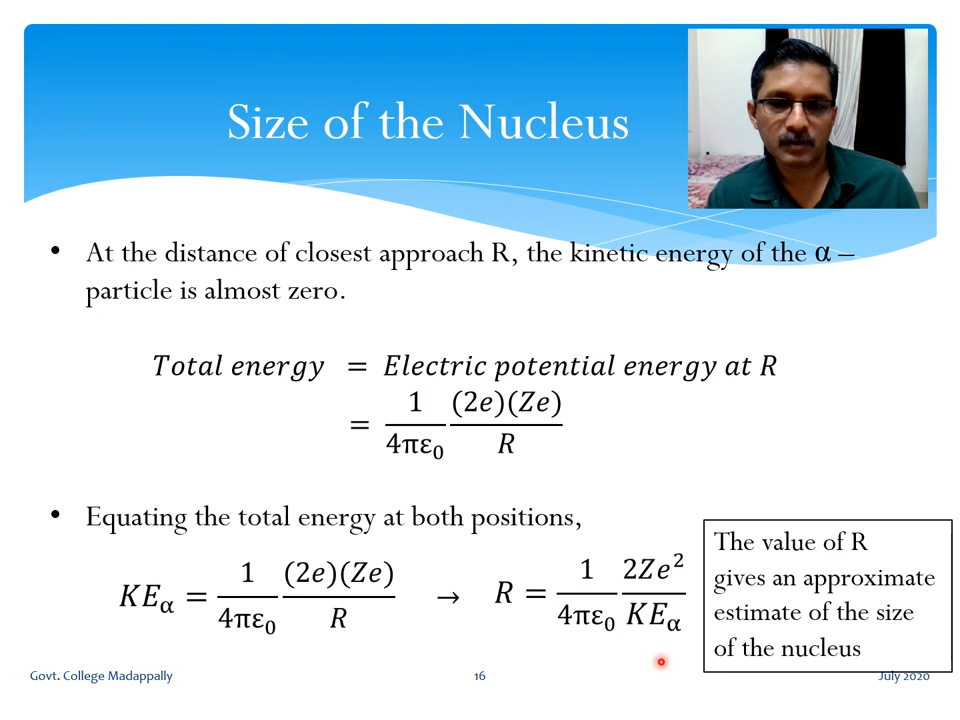 Size of the Nucleus
• At the distance of closest approach R, the kinetic energy of the α –
particle is almost zero.
Total energy = Electric potential energy at R
= 1/4πε₀ (2e)(Ze)/R
• Equating the total energy at both positions,
KE_α = 1/4πε₀ (2e)(Ze)/R → R = 1/4πε₀ 2Ze²/KE_α
The value of R
gives an approximate
estimate of the size
of the nucleus
Govt. College Madappally 16 July 2020